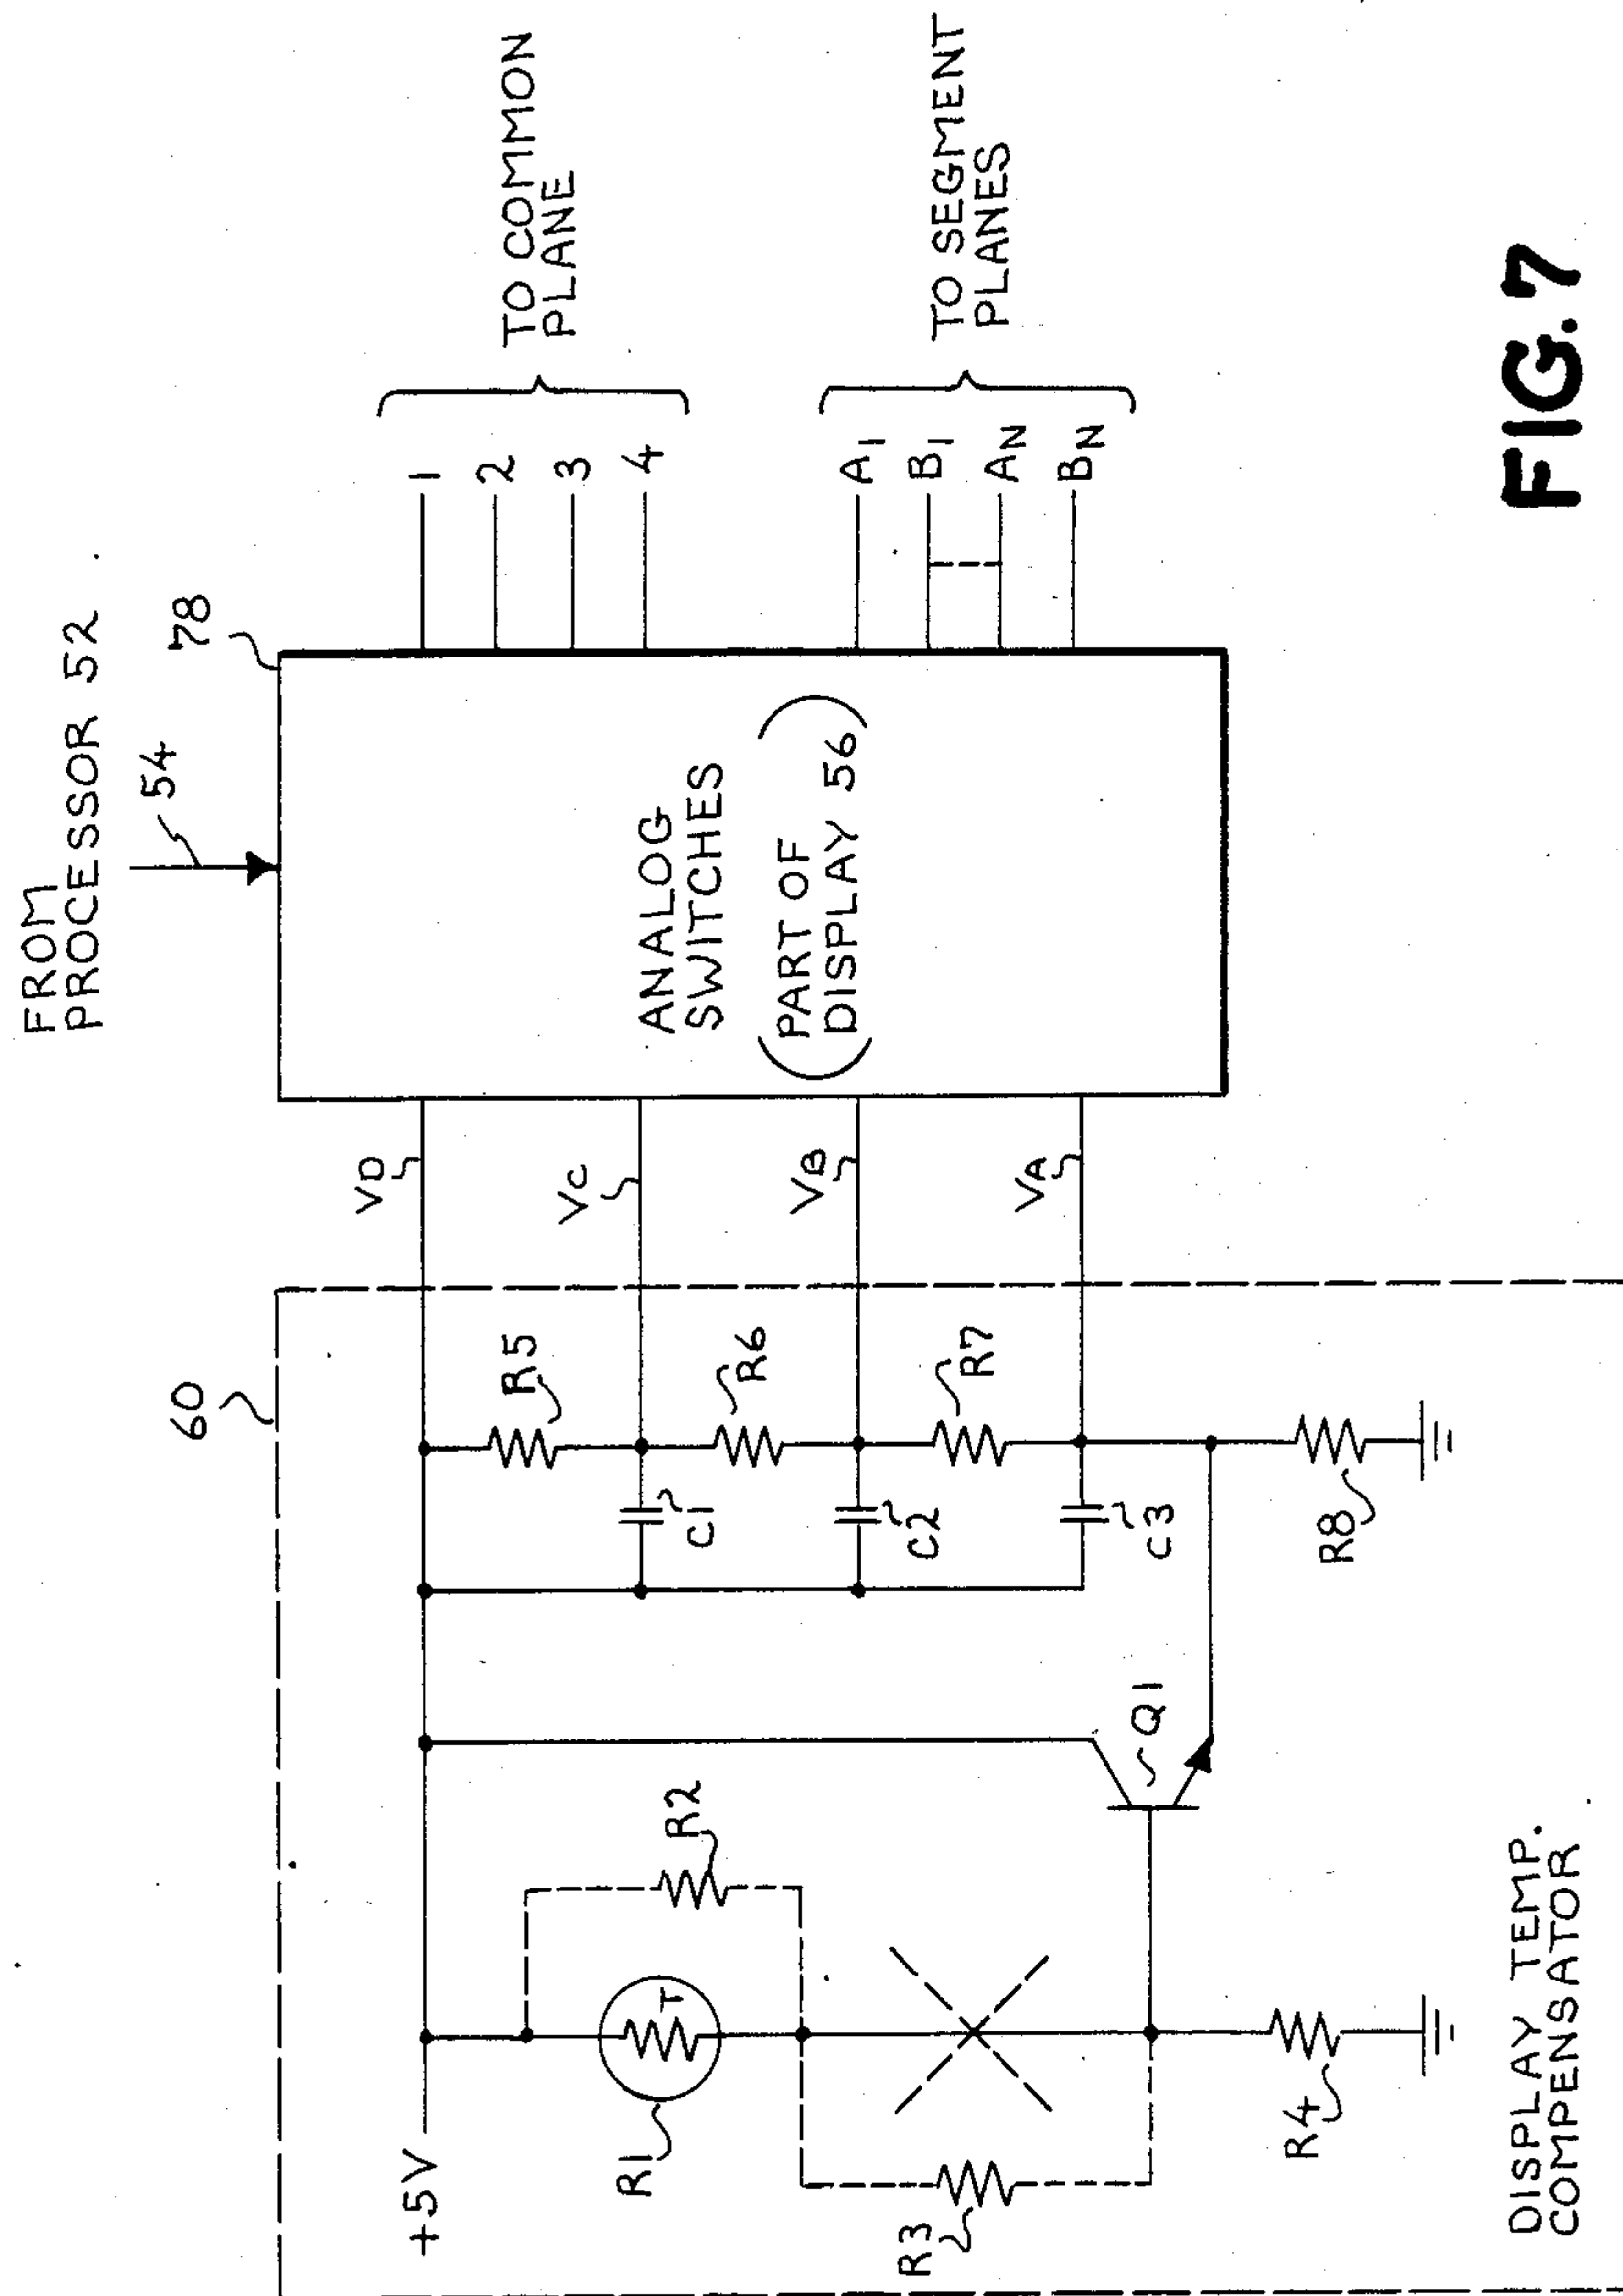 FROM
PROCESSOR 52
54
78
60
+5V
R1
T
R2
R3
R4
Q1
R5
R6
R7
R8
C1
C2
C3
VD
VC
VB
VA
ANALOG
SWITCHES
(PART OF
DISPLAY 56)
1
2
3
4
TO COMMON
PLANE
A1
B1
AN
BN
TO SEGMENT
PLANES
DISPLAY TEMP.
COMPENSATOR
FIG. 7